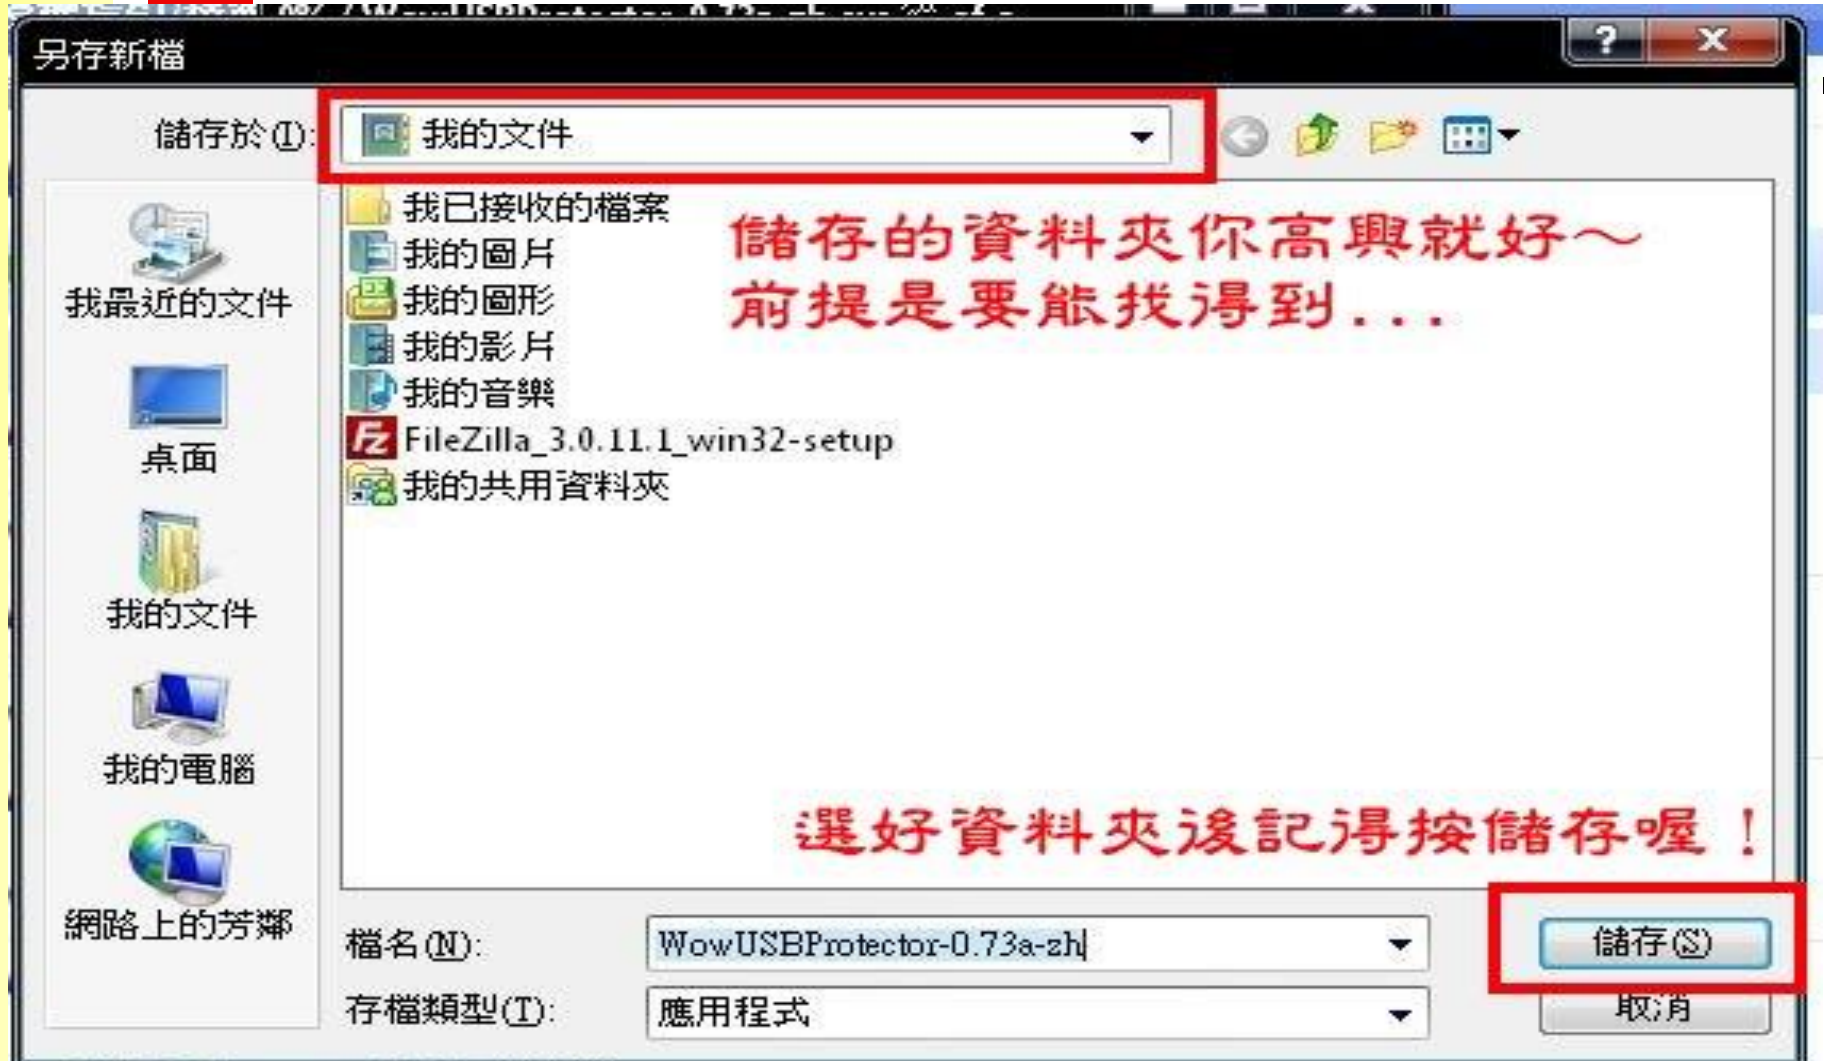 另存新檔
儲存於(I):
我的文件
我已接收的檔案
我的圖片
我的圖形
我的影片
我的音樂
FileZilla_3.0.11.1_win32-setup
我的共用資料夾
儲存的資料夾你高興就好～
前提是要能找得到...
我最近的文件
桌面
我的文件
我的電腦
網路上的芳鄰
選好資料夾後記得按儲存喔！
檔名(N):
WowUSBProtector-0.73a-zh
儲存(S)
存檔類型(T):
應用程式
取消